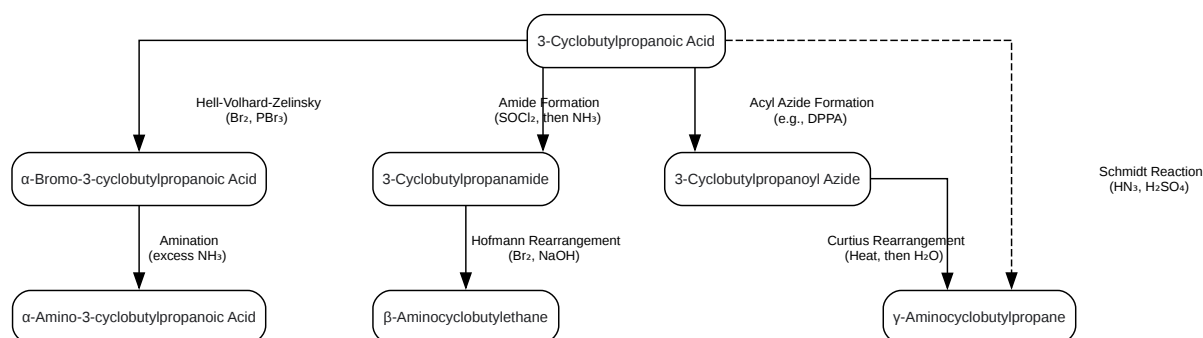 3-Cyclobutylpropanoic Acid
Hell-Volhard-Zelinsky
(Br₂, PBr₃)
Amide Formation
(SOCl₂, then NH₃)
Acyl Azide Formation
(e.g., DPPA)
Schmidt Reaction
(HN₃, H₂SO₄)
α-Bromo-3-cyclobutylpropanoic Acid
3-Cyclobutylpropanamide
3-Cyclobutylpropanoyl Azide
Amination
(excess NH₃)
Hofmann Rearrangement
(Br₂, NaOH)
Curtius Rearrangement
(Heat, then H₂O)
α-Amino-3-cyclobutylpropanoic Acid
β-Aminocyclobutylethane
γ-Aminocyclobutylpropane